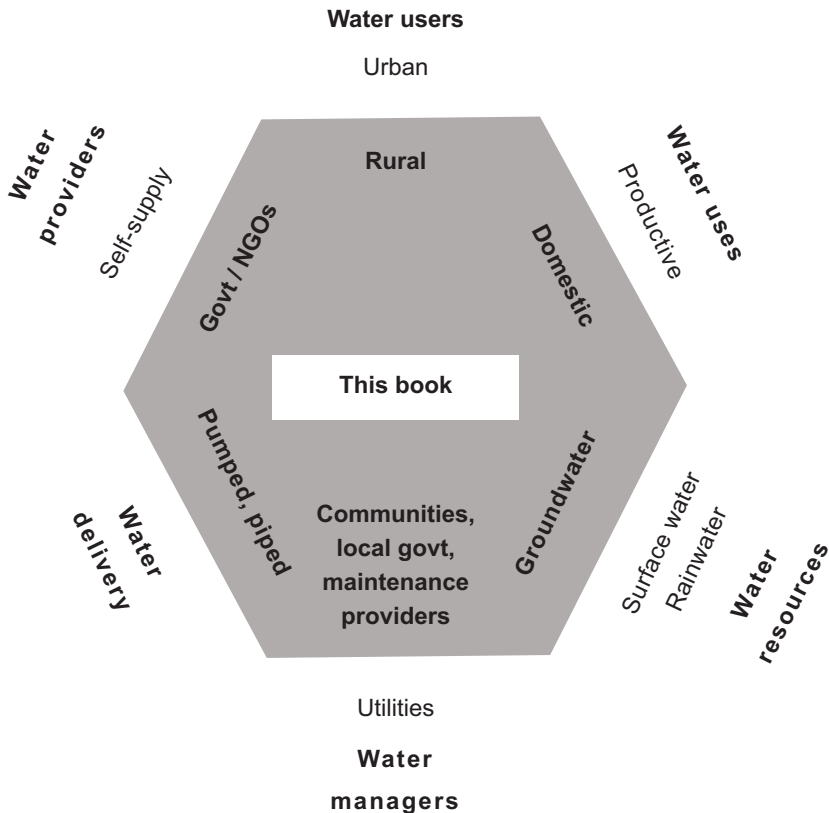 Water users
Urban
Rural
Water
providers
Self-supply
Govt / NGOs
Domestic
Productive
Water uses
This book
Pumped, piped
Water
delivery
Communities,
local govt,
maintenance
providers
Groundwater
Surface water
Rainwater
Water
resources
Utilities
Water
managers